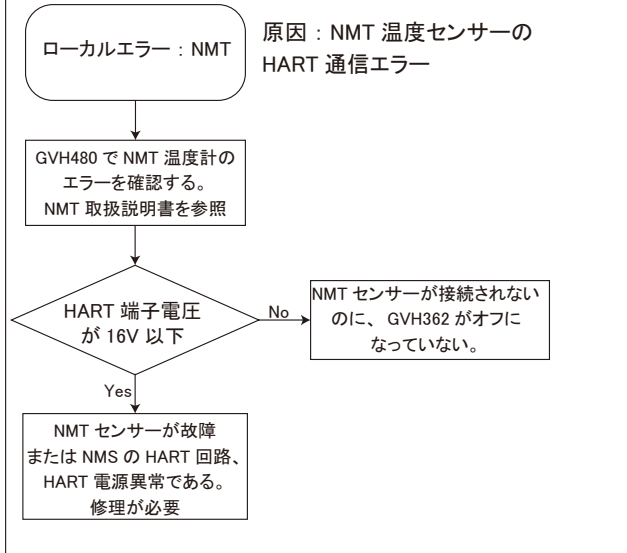 ローカルエラー：NMT
原因：NMT 温度センサーの
HART 通信エラー
GVH480 で NMT 温度計の
エラーを確認する。
NMT 取扱説明書を参照
HART 端子電圧
が 16V 以下
No
NMT センサーが接続されない
のに、GVH362 がオフに
なっていない。
Yes
NMT センサーが故障
または NMS の HART 回路、
HART 電源異常である。
修理が必要